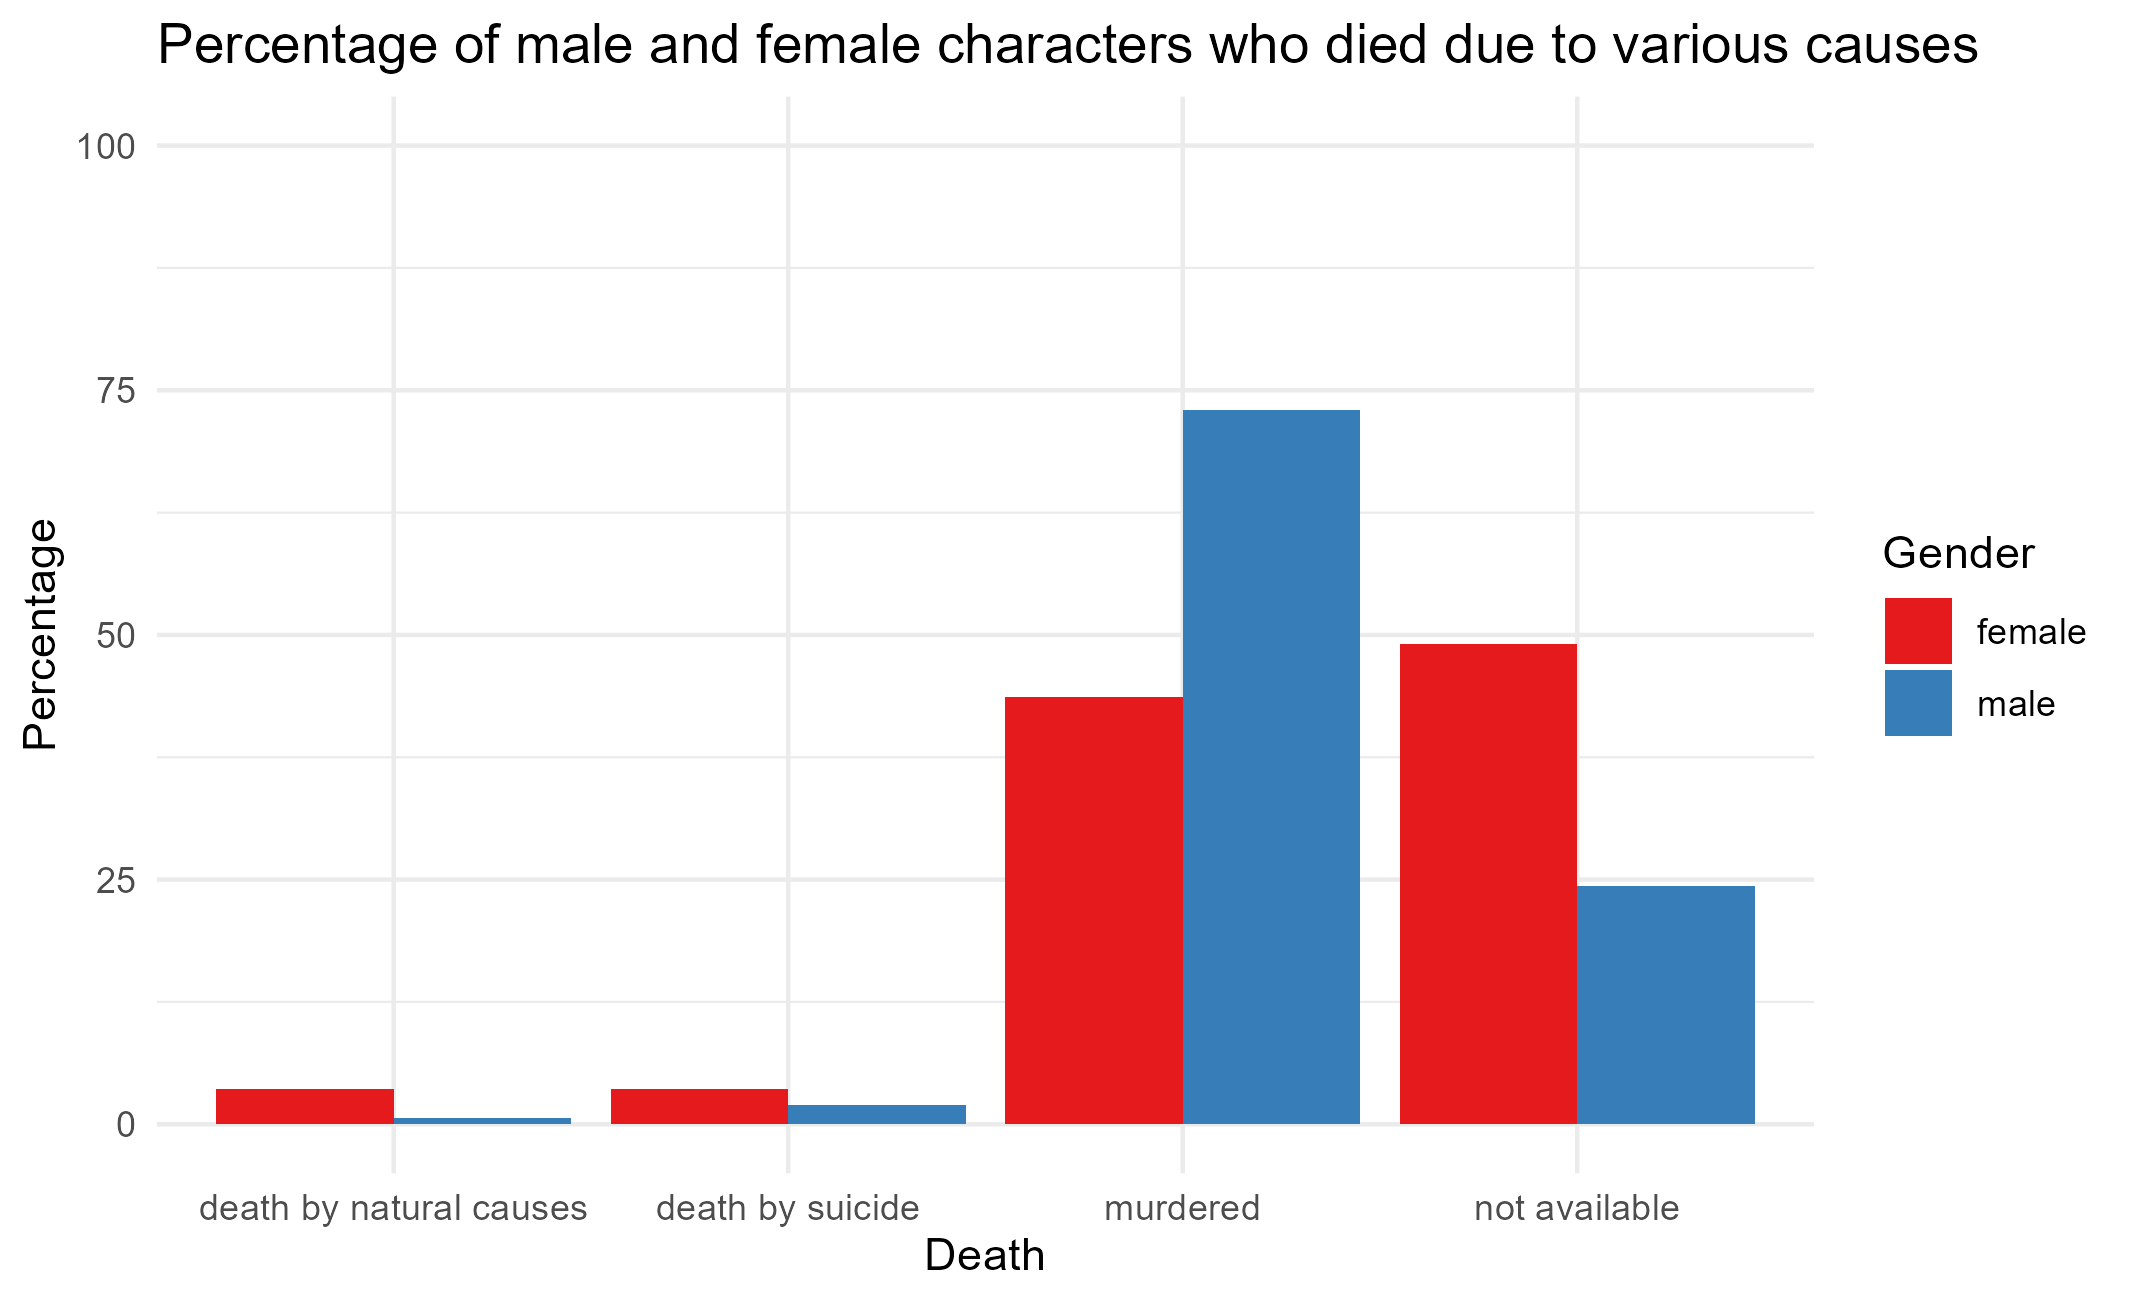 Percentage of male and female characters who died due to various causes
100
75
50
25
0
Percentage
death by natural causes
death by suicide
murdered
not available
Death
Gender
female
male